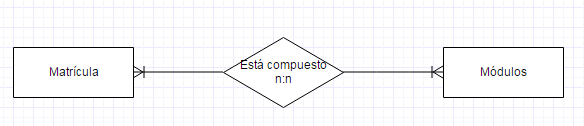 Matrícula
Está compuesto
n:n
Módulos